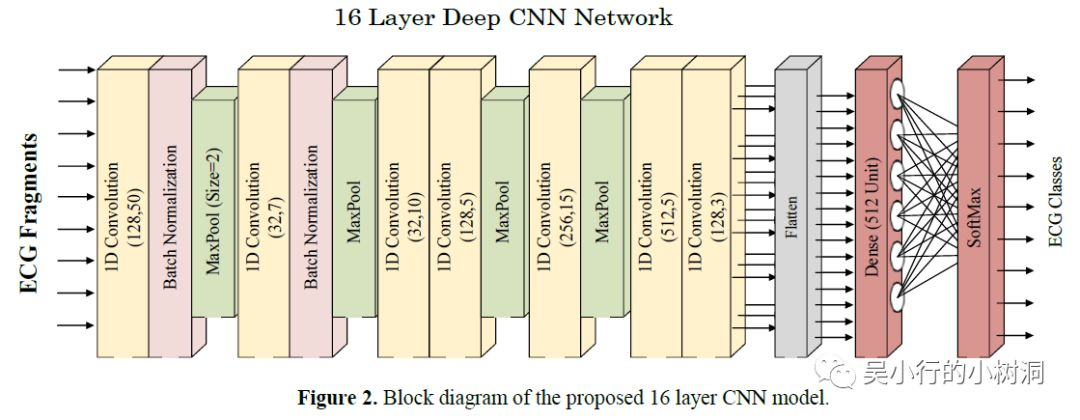 16 Layer Deep CNN Network
ECG Fragments
1D Convolution
(128,50)
Batch Normalization
MaxPool (Size=2)
1D Convolution
(32,7)
Batch Normalization
MaxPool
1D Convolution
(32,10)
1D Convolution
(128,5)
MaxPool
1D Convolution
(256,15)
MaxPool
1D Convolution
(512,5)
1D Convolution
(128,3)
Flatten
Dense (512 Unit)
SoftMax
ECG Classes
吴小行的小树洞
Figure 2. Block diagram of the proposed 16 layer CNN model.